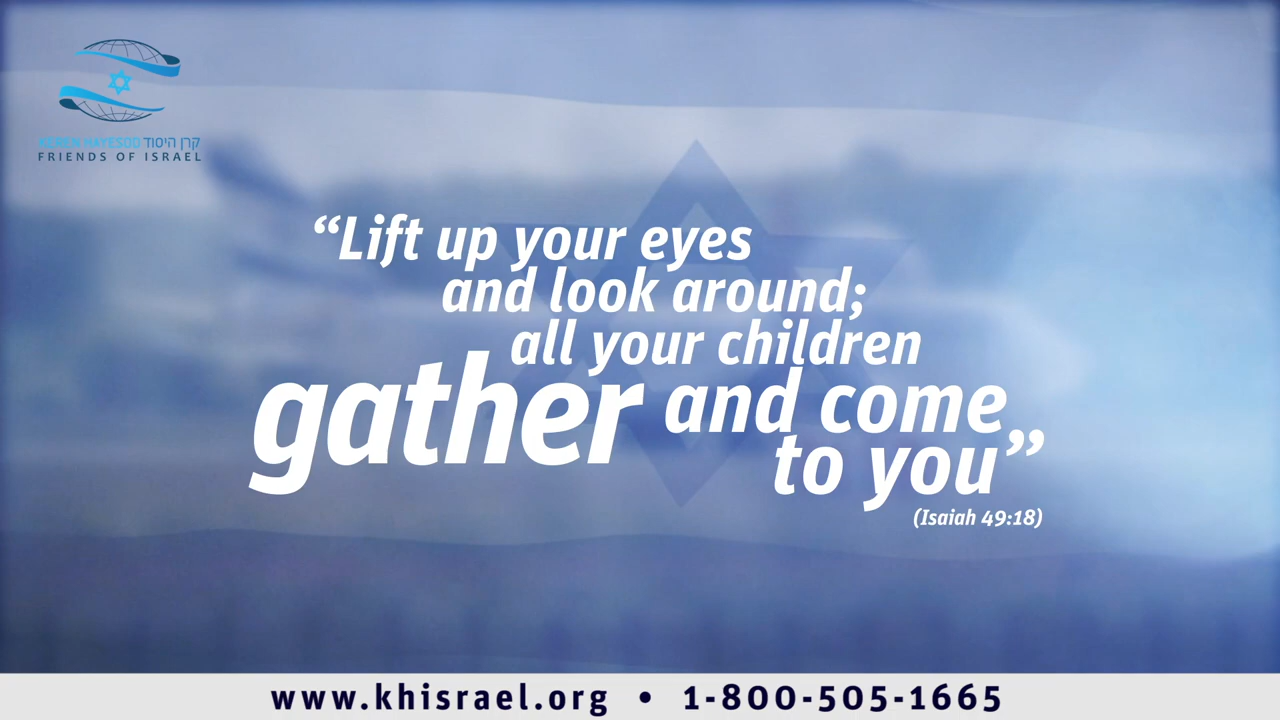 KEREN HAYESOD קרן היסוד
FRIENDS OF ISRAEL
“Lift up your eyes
and look around;
all your children
gather and come
to you”
(Isaiah 49:18)
www.khisrael.org • 1-800-505-1665